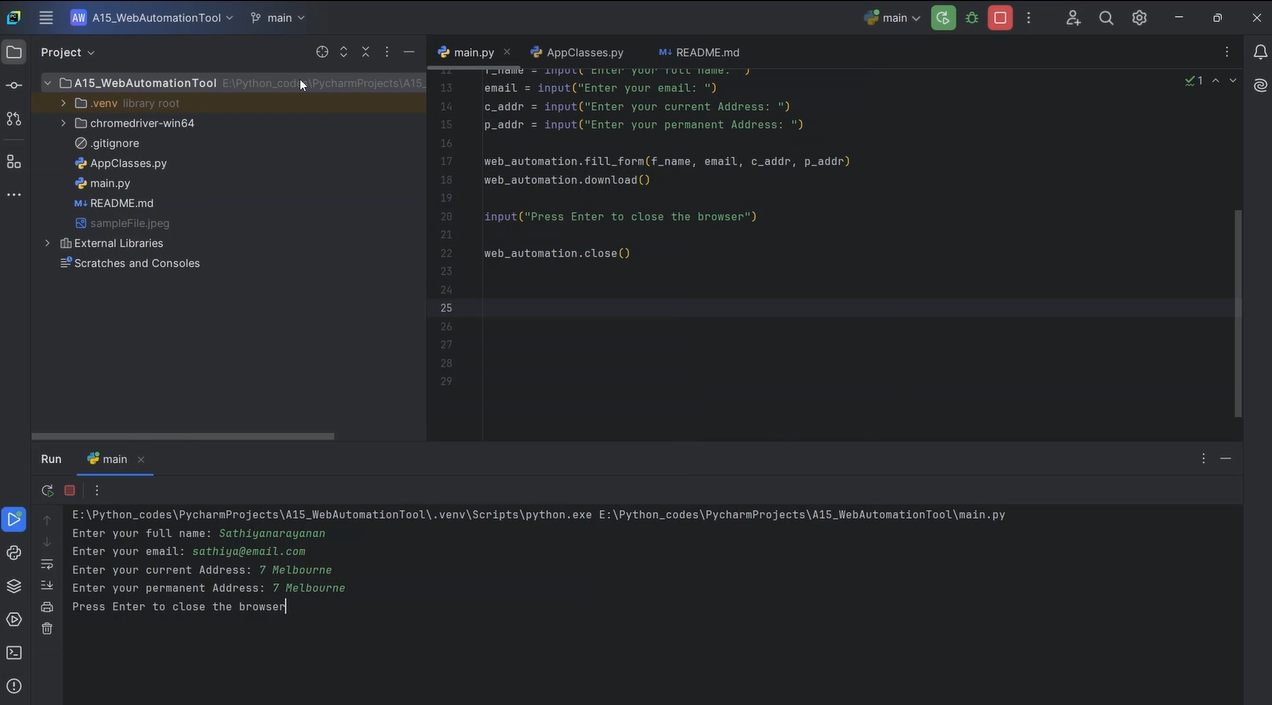 AW A15_WebAutomationTool main main
Project
A15_WebAutomationTool E:\Python_codes\PycharmProjects\A15_
.venv library root
chromedriver-win64
.gitignore
AppClasses.py
main.py
README.md
sampleFile.jpeg
External Libraries
Scratches and Consoles
main.py AppClasses.py README.md
1
12 f_name = input("Enter your full name: ")
13 email = input("Enter your email: ")
14 c_addr = input("Enter your current Address: ")
15 p_addr = input("Enter your permanent Address: ")
16
17 web_automation.fill_form(f_name, email, c_addr, p_addr)
18 web_automation.download()
19
20 input("Press Enter to close the browser")
21
22 web_automation.close()
23
24
25
26
27
28
29
Run main
E:\Python_codes\PycharmProjects\A15_WebAutomationTool\.venv\Scripts\python.exe E:\Python_codes\PycharmProjects\A15_WebAutomationTool\main.py
Enter your full name: Sathiyanarayanan
Enter your email: sathiya@email.com
Enter your current Address: 7 Melbourne
Enter your permanent Address: 7 Melbourne
Press Enter to close the browser